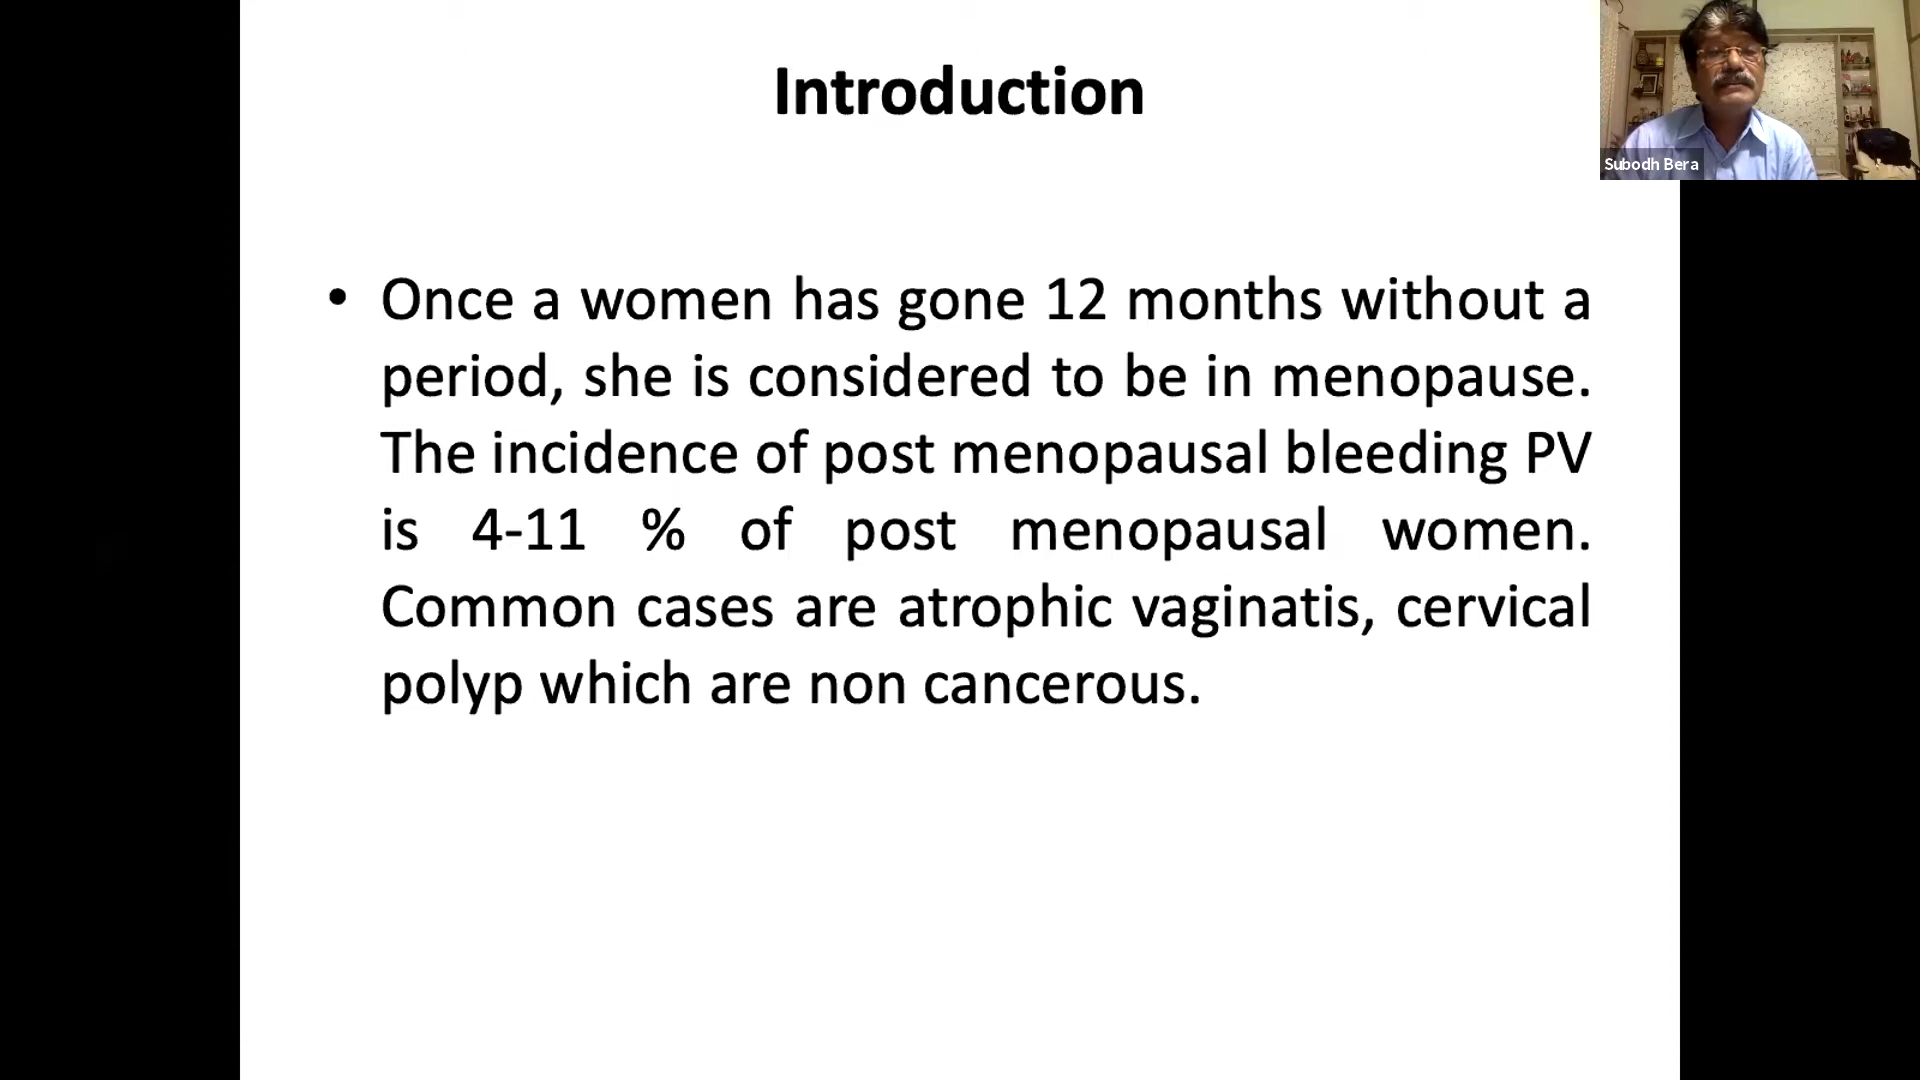 Introduction
Subodh Bera
• Once a women has gone 12 months without a
period, she is considered to be in menopause.
The incidence of post menopausal bleeding PV
is 4-11 % of post menopausal women.
Common cases are atrophic vaginatis, cervical
polyp which are non cancerous.